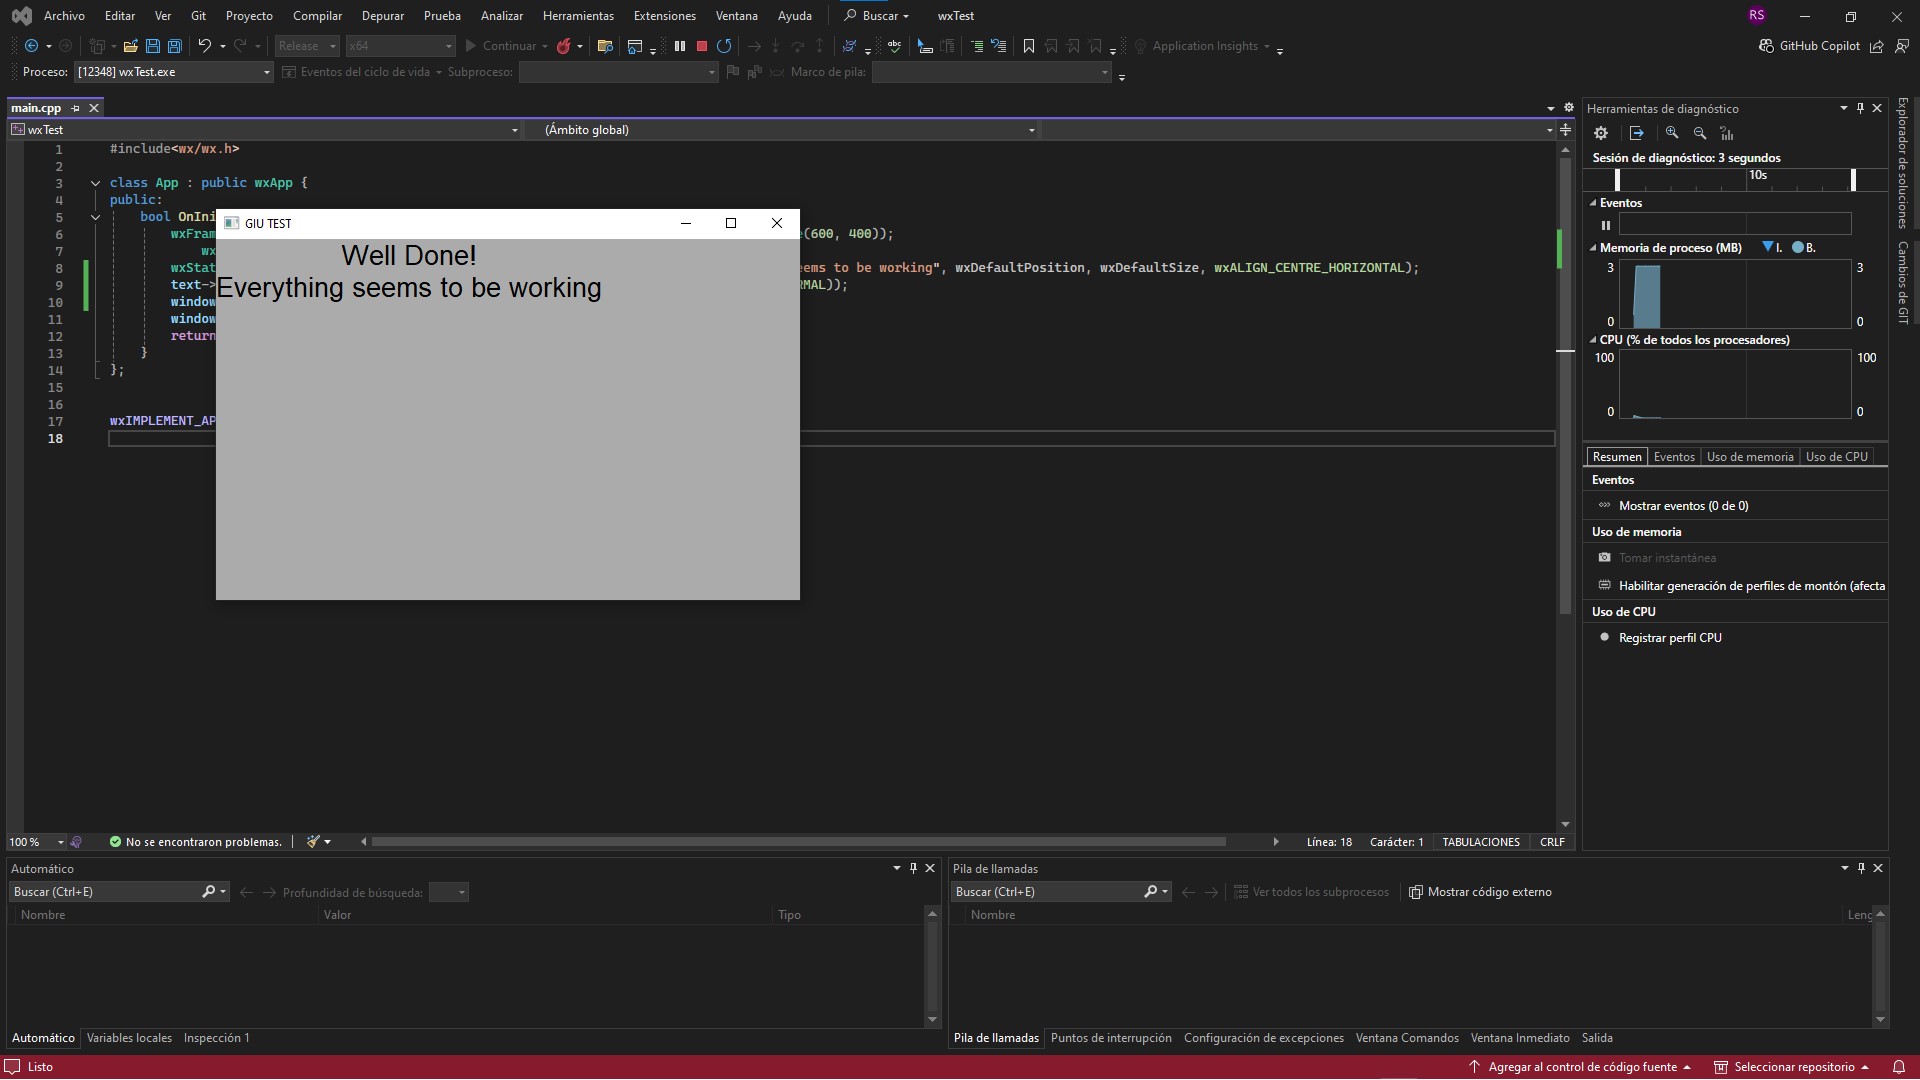 Archivo Editar Ver Git Proyecto Compilar Depurar Prueba Analizar Herramientas Extensiones Ventana Ayuda Buscar wxTest RS
Release x64 Continuar Application Insights GitHub Copilot
Proceso: [12348] wxTest.exe Eventos del ciclo de vida Subproceso: Marco de pila:
main.cpp
wxTest (Ámbito global)
1 #include<wx/wx.h>
2
3 class App : public wxApp {
4 public:
5 bool OnIni
6 wxFram (600, 400));
7 wx
8 wxStat ems to be working", wxDefaultPosition, wxDefaultSize, wxALIGN_CENTRE_HORIZONTAL);
9 text-> RMAL));
10 window
11 window
12 return
13 }
14 };
15
16
17 wxIMPLEMENT_AP
18
GIU TEST
Well Done!
Everything seems to be working
100 % No se encontraron problemas. Línea: 18 Carácter: 1 TABULACIONES CRLF
Herramientas de diagnóstico
Sesión de diagnóstico: 3 segundos
10s
Eventos
Memoria de proceso (MB) I. B.
3 3
0 0
CPU (% de todos los procesadores)
100 100
0 0
Resumen Eventos Uso de memoria Uso de CPU
Eventos
Mostrar eventos (0 de 0)
Uso de memoria
Tomar instantánea
Habilitar generación de perfiles de montón (afecta
Uso de CPU
Registrar perfil CPU
Explorador de soluciones
Cambios de GIT
Automático
Buscar (Ctrl+E) Profundidad de búsqueda:
Nombre Valor Tipo
Automático Variables locales Inspección 1
Pila de llamadas
Buscar (Ctrl+E) Ver todos los subprocesos Mostrar código externo
Nombre Leng
Pila de llamadas Puntos de interrupción Configuración de excepciones Ventana Comandos Ventana Inmediato Salida
Listo Agregar al control de código fuente Seleccionar repositorio